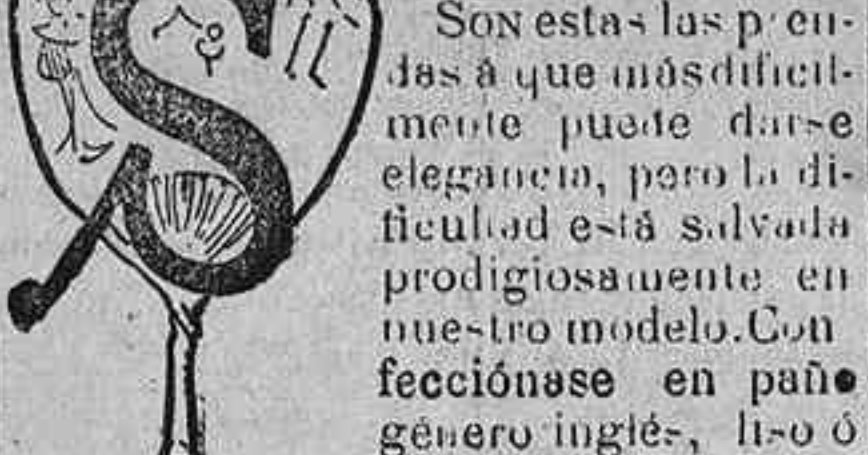 SON estas las pren-
das á que más dificil-
mente puede darse
elegancia, pero la di-
ficultad está salvada
prodigiosamente en
nuestro modelo. Con
fecciónase en paño
género inglés, liso ó